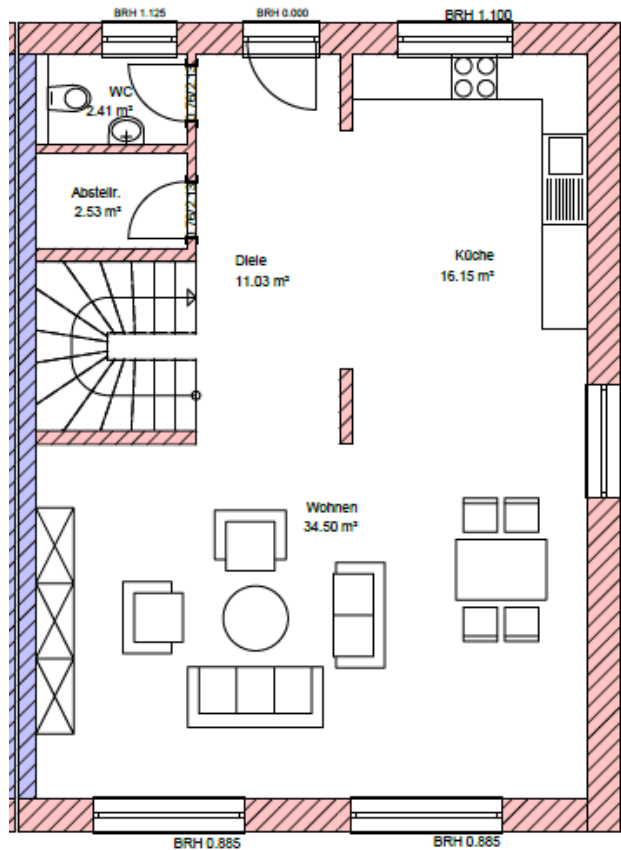 BRH 1.125
BRH 0.000
BRH 1.100
WC
2.41 m²
Abstellr.
2.53 m²
Diele
11.03 m²
Küche
16.15 m²
Wohnen
34.50 m²
BRH 0.885
BRH 0.885